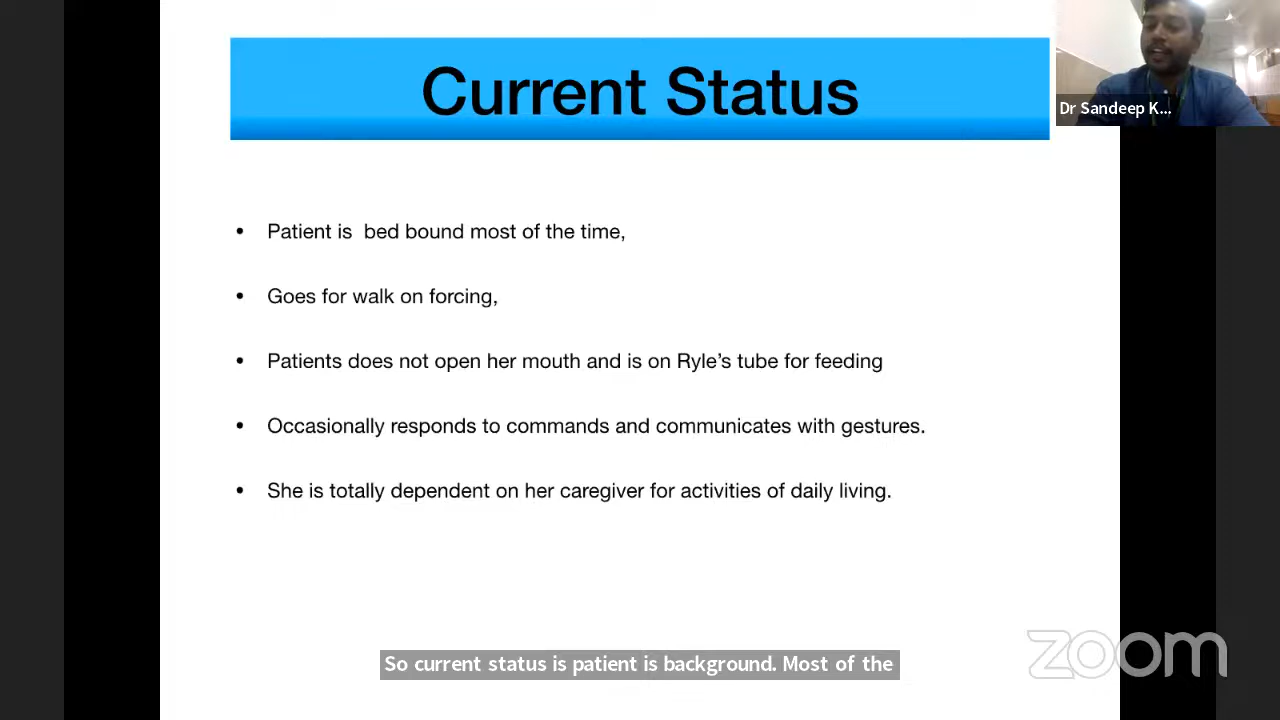 Current Status
Dr Sandeep K...
• Patient is bed bound most of the time,
• Goes for walk on forcing,
• Patients does not open her mouth and is on Ryle's tube for feeding
• Occasionally responds to commands and communicates with gestures.
• She is totally dependent on her caregiver for activities of daily living.
zoom
So current status is patient is background. Most of the